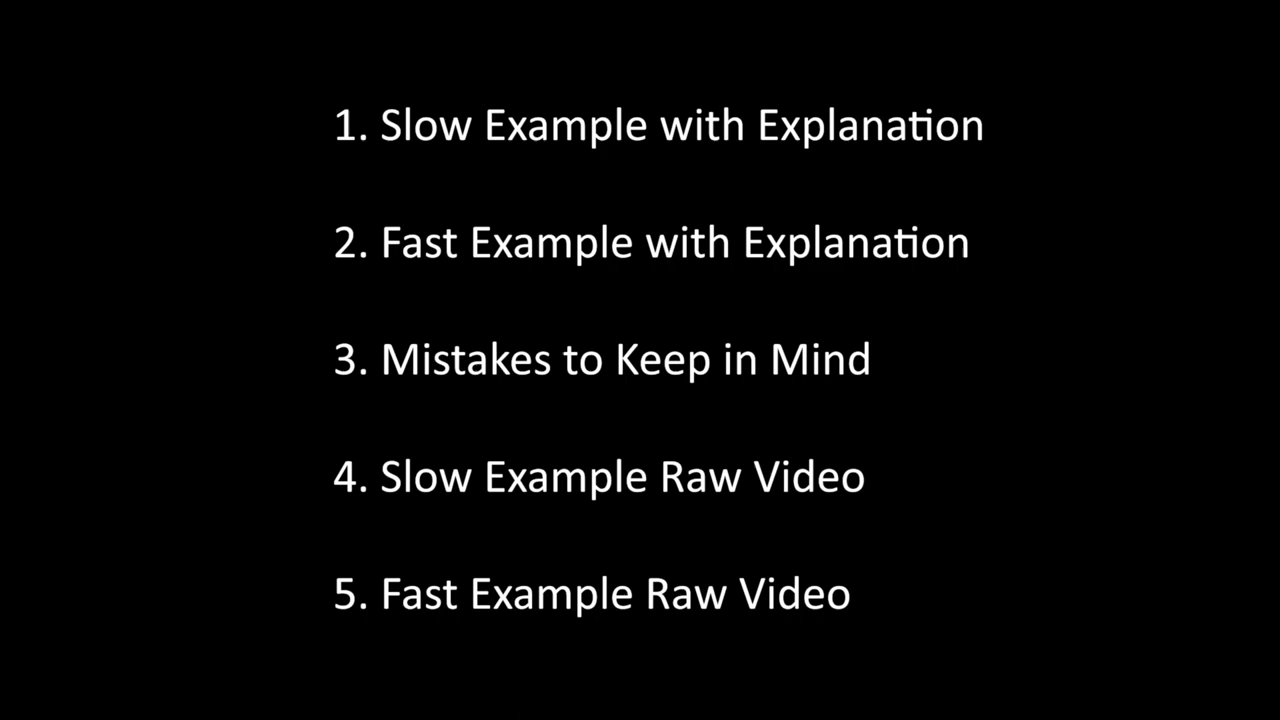 1. Slow Example with Explanation
2. Fast Example with Explanation
3. Mistakes to Keep in Mind
4. Slow Example Raw Video
5. Fast Example Raw Video